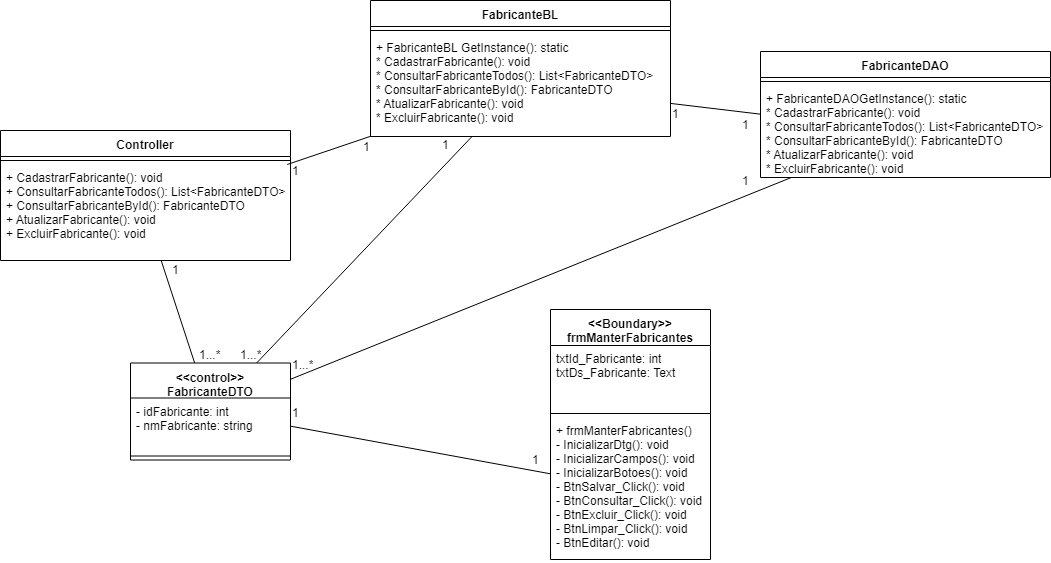 FabricanteBL
+ FabricanteBL GetInstance(): static
* CadastrarFabricante(): void
* ConsultarFabricanteTodos(): List<FabricanteDTO>
* ConsultarFabricanteById(): FabricanteDTO
* AtualizarFabricante(): void
* ExcluirFabricante(): void
FabricanteDAO
+ FabricanteDAOGetInstance(): static
* CadastrarFabricante(): void
* ConsultarFabricanteTodos(): List<FabricanteDTO>
* ConsultarFabricanteById(): FabricanteDTO
* AtualizarFabricante(): void
* ExcluirFabricante(): void
Controller
+ CadastrarFabricante(): void
+ ConsultarFabricanteTodos(): List<FabricanteDTO>
+ ConsultarFabricanteById(): FabricanteDTO
+ AtualizarFabricante(): void
+ ExcluirFabricante(): void
1
1
1
1
1
1
1
1...*
1...*
1...*
<<control>>
FabricanteDTO
- idFabricante: int
- nmFabricante: string
1
1
<<Boundary>>
frmManterFabricantes
txtId_Fabricante: int
txtDs_Fabricante: Text
+ frmManterFabricantes()
- InicializarDtg(): void
- InicializarCampos(): void
- InicializarBotoes(): void
- BtnSalvar_Click(): void
- BtnConsultar_Click(): void
- BtnExcluir_Click(): void
- BtnLimpar_Click(): void
- BtnEditar(): void